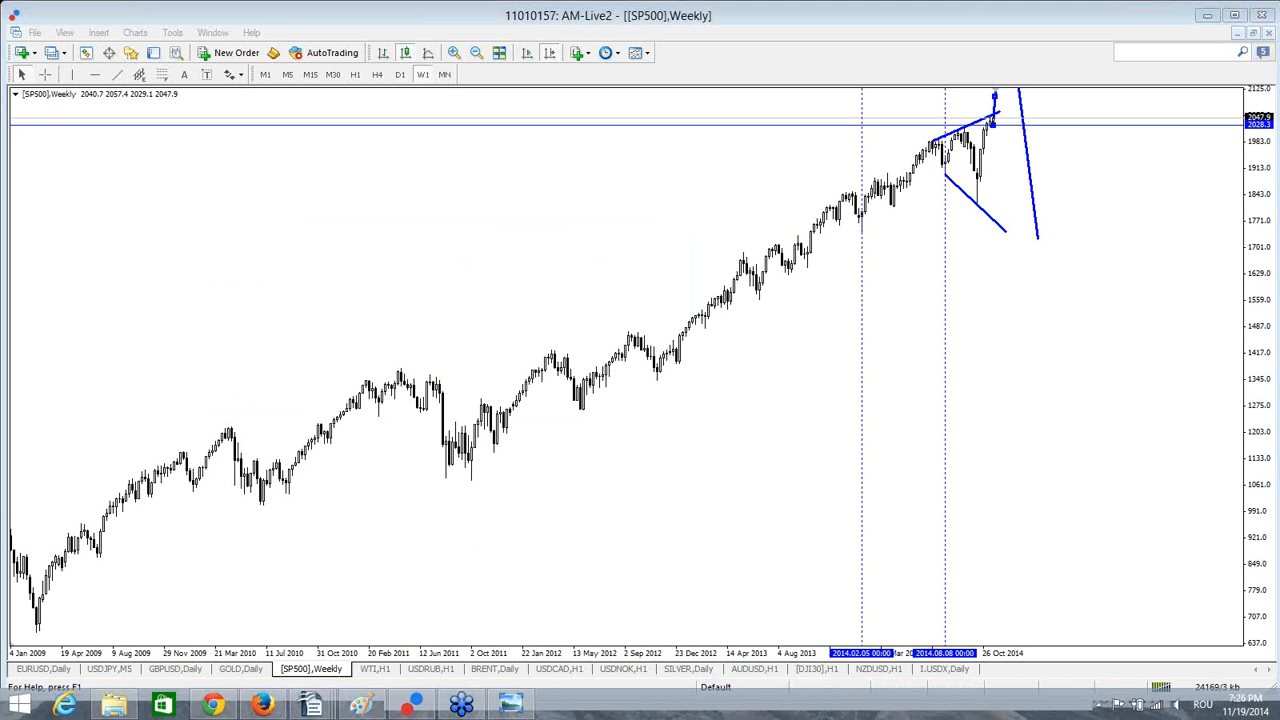 11010157: AM-Live2 - [[SP500],Weekly]
File View Insert Charts Tools Window Help
New Order AutoTrading 5
A T M1 M5 M15 M30 H1 H4 D1 W1 MN
[SP500],Weekly 2040.7 2057.4 2029.1 2047.9
2125.0
2047.9
2028.3
1983.0
1913.0
1843.0
1771.0
1701.0
1629.0
1559.0
1487.0
1417.0
1345.0
1275.0
1203.0
1133.0
1061.0
991.0
921.0
849.0
779.0
707.0
637.0
4 Jan 2009 19 Apr 2009 9 Aug 2009 29 Nov 2009 21 Mar 2010 11 Jul 2010 31 Oct 2010 20 Feb 2011 12 Jun 2011 2 Oct 2011 22 Jan 2012 13 May 2012 2 Sep 2012 23 Dec 2012 14 Apr 2013 4 Aug 2013 2014.02.05 00:00 2014.08.08 00:00 26 Oct 2014
EURUSD,Daily USDJPY,M5 GBPUSD,Daily GOLD,Daily [SP500],Weekly WTI,H1 USDRUB,H1 BRENT,Daily USDCAD,H1 USDNOK,H1 SILVER,Daily AUDUSD,H1 [DJI30],H1 NZDUSD,H1 I.USDX,Daily
For Help, press F1 Default 24169/3 kb
ROU 7:26 PM
11/19/2014